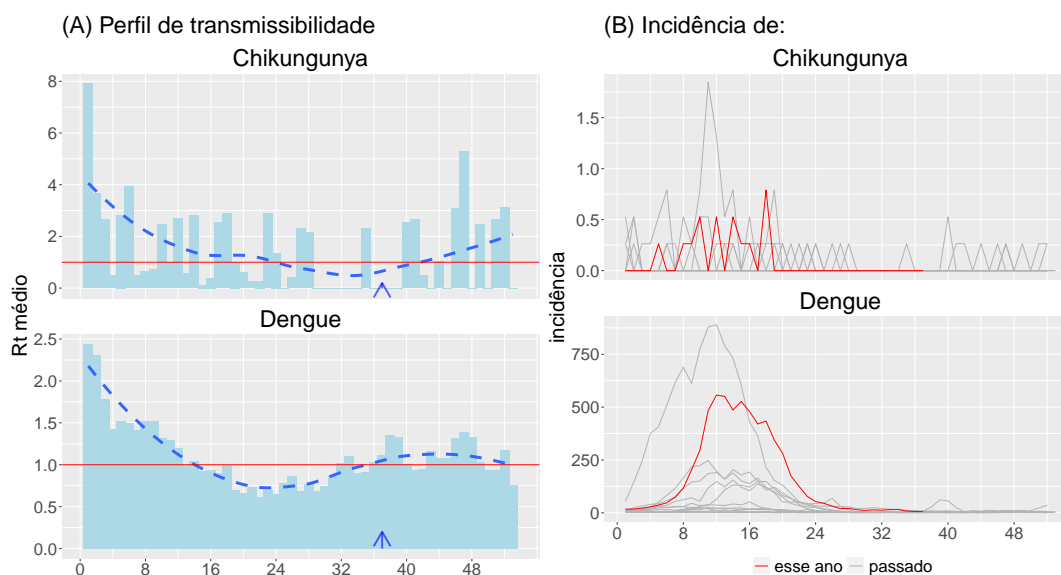 (A) Perfil de transmissibilidade
Chikungunya
8
6
4
2
0
Dengue
2.5
2.0
1.5
1.0
0.5
0.0
0 8 16 24 32 40 48
Rt médio
(B) Incidência de:
Chikungunya
1.5
1.0
0.5
0.0
Dengue
750
500
250
0
0 8 16 24 32 40 48
incidência
esse ano passado